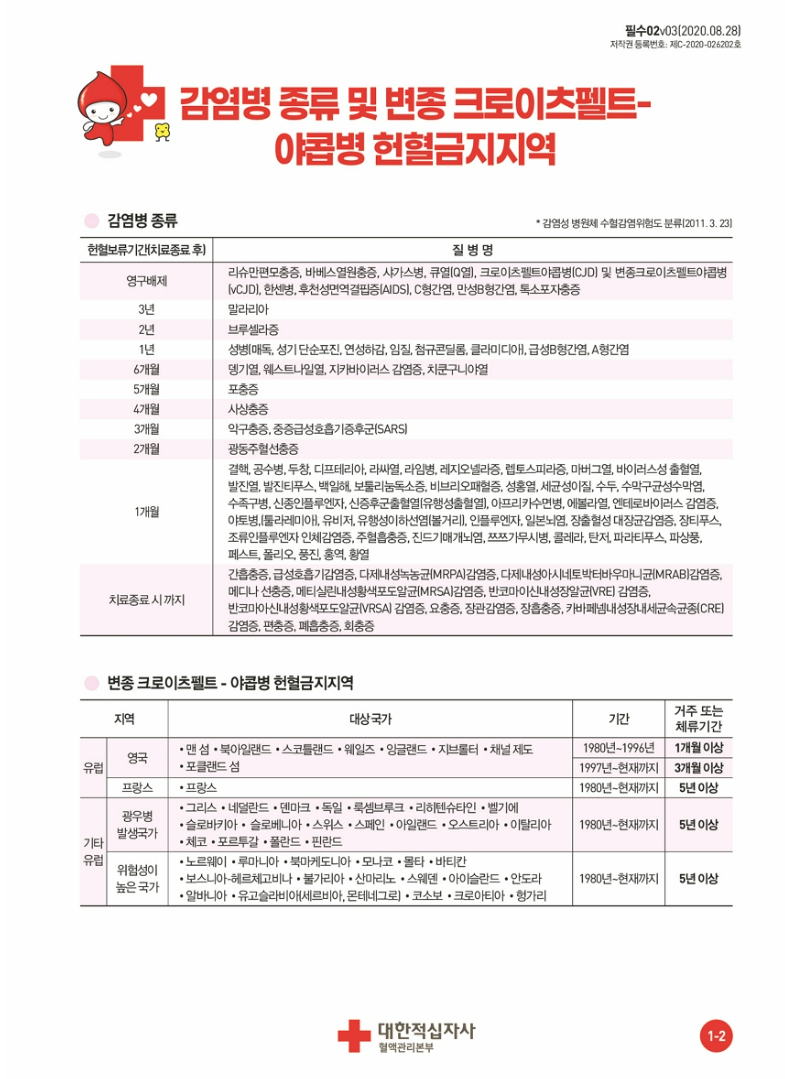 필수02v03(2020.08.28)
저작권 등록번호: 제C-2020-026202호
감염병 종류 및 변종 크로이츠펠트-
야콥병 헌혈금지지역
감염병 종류
* 감염성 병원체 수혈감염위험도 분류(2011. 3. 23)
헌혈보류기간(치료종료 후) 질 병 명
영구배제
리슈만편모충증, 바베스열원충증, 샤가스병, 큐열(Q열), 크로이츠펠트야콥병(CJD) 및 변종크로이츠펠트야콥병
(vCJD), 한센병, 후천성면역결핍증(AIDS), C형간염, 만성B형간염, 톡소포자충증
3년 말라리아
2년 브루셀라증
1년 성병(매독, 성기 단순포진, 연성하감, 임질, 첨규콘딜롬, 클라미디아), 급성B형간염, A형간염
6개월 뎅기열, 웨스트나일열, 지카바이러스 감염증, 치쿤구니야열
5개월 포충증
4개월 사상충증
3개월 악구충증, 중증급성호흡기증후군(SARS)
2개월 광동주혈선충증
1개월
결핵, 공수병, 두창, 디프테리아, 라싸열, 라임병, 레지오넬라증, 렙토스피라증, 마버그열, 바이러스성 출혈열,
발진열, 발진티푸스, 백일해, 보툴리눔독소증, 비브리오패혈증, 성홍열, 세균성이질, 수두, 수막구균성수막염,
수족구병, 신종인플루엔자, 신증후군출혈열(유행성출혈열), 아프리카수면병, 에볼라열, 엔테로바이러스 감염증,
야토병,(툴라레미아), 유비저, 유행성이하선염(볼거리), 인플루엔자, 일본뇌염, 장출혈성 대장균감염증, 장티푸스,
조류인플루엔자 인체감염증, 주혈흡충증, 진드기매개뇌염, 쯔쯔가무시병, 콜레라, 탄저, 파라티푸스, 파상풍,
페스트, 폴리오, 풍진, 홍역, 황열
치료종료 시 까지
간흡충증, 급성호흡기감염증, 다제내성녹농균(MRPA)감염증, 다제내성아시네토박터바우마니균(MRAB)감염증,
메디나 선충증, 메티실린내성황색포도알균(MRSA)감염증, 반코마이신내성장알균(VRE) 감염증,
반코마아신내성황색포도알균(VRSA) 감염증, 요충증, 장관감염증, 장흡충증, 카바페넴내성장내세균속균종(CRE)
감염증, 편충증, 폐흡충증, 회충증
변종 크로이츠펠트 - 야콥병 헌혈금지지역
지역 대상 국가 기간 거주 또는
체류기간
유럽
영국
• 맨 섬 • 북아일랜드 • 스코틀랜드 • 웨일즈 • 잉글랜드 • 지브롤터 • 채널 제도
• 포클랜드 섬
1980년~1996년 1개월 이상
1997년~현재까지 3개월 이상
프랑스 • 프랑스 1980년~현재까지 5년 이상
기타
유럽
광우병
발생국가
• 그리스 • 네덜란드 • 덴마크 • 독일 • 룩셈부르크 • 리히텐슈타인 • 벨기에
• 슬로바키아 • 슬로베니아 • 스위스 • 스페인 • 아일랜드 • 오스트리아 • 이탈리아
• 체코 • 포르투갈 • 폴란드 • 핀란드
1980년~현재까지 5년 이상
위험성이
높은 국가
• 노르웨이 • 루마니아 • 북마케도니아 • 모나코 • 몰타 • 바티칸
• 보스니아-헤르체고비나 • 불가리아 • 산마리노 • 스웨덴 • 아이슬란드 • 안도라
• 알바니아 • 유고슬라비아(세르비아, 몬테네그로) • 코소보 • 크로아티아 • 헝가리
1980년~현재까지 5년 이상
대한적십자사
혈액관리본부
1-2